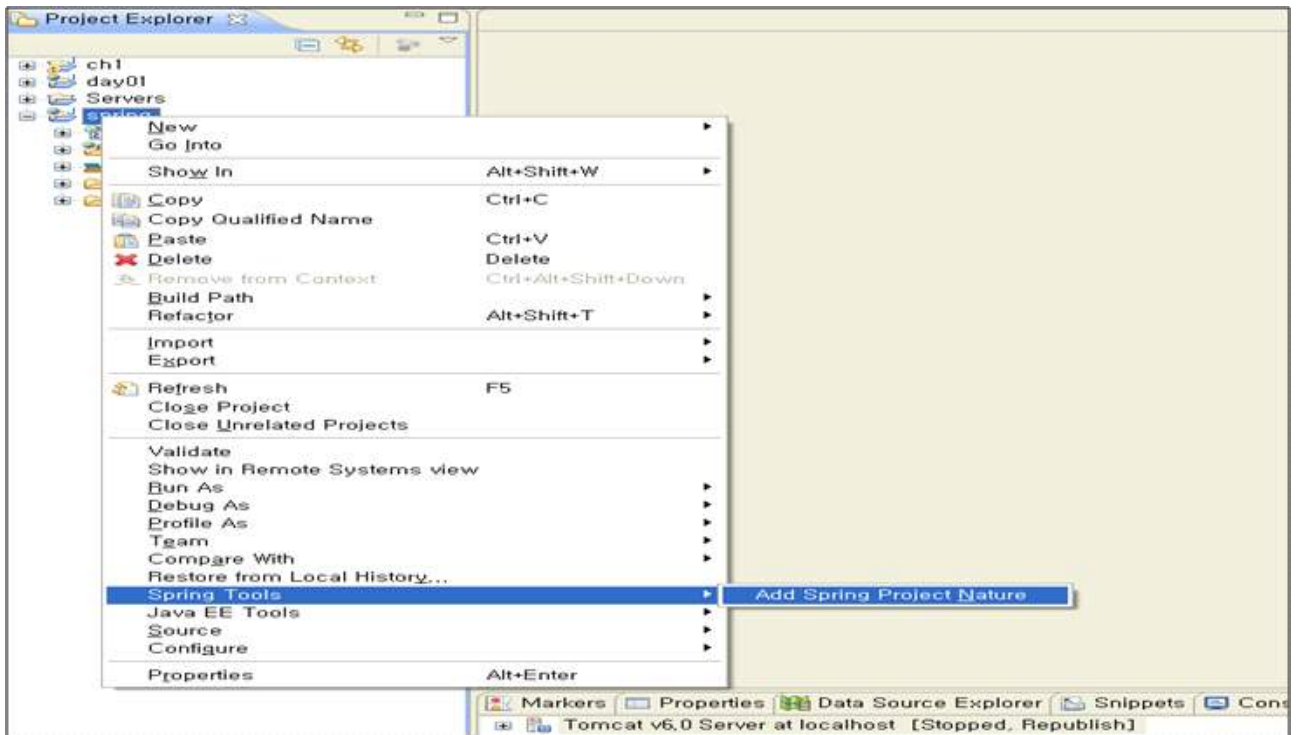 Project Explorer
ch1
day01
Servers
spring
New
Go Into
Show In Alt+Shift+W
Copy Ctrl+C
Copy Qualified Name
Paste Ctrl+V
Delete Delete
Remove from Context Ctrl+Alt+Shift+Down
Build Path
Refactor Alt+Shift+T
Import
Export
Refresh F5
Close Project
Close Unrelated Projects
Validate
Show in Remote Systems view
Run As
Debug As
Profile As
Team
Compare With
Restore from Local History...
Spring Tools Add Spring Project Nature
Java EE Tools
Source
Configure
Properties Alt+Enter
Markers Properties Data Source Explorer Snippets Cons
Tomcat v6.0 Server at localhost [Stopped, Republish]